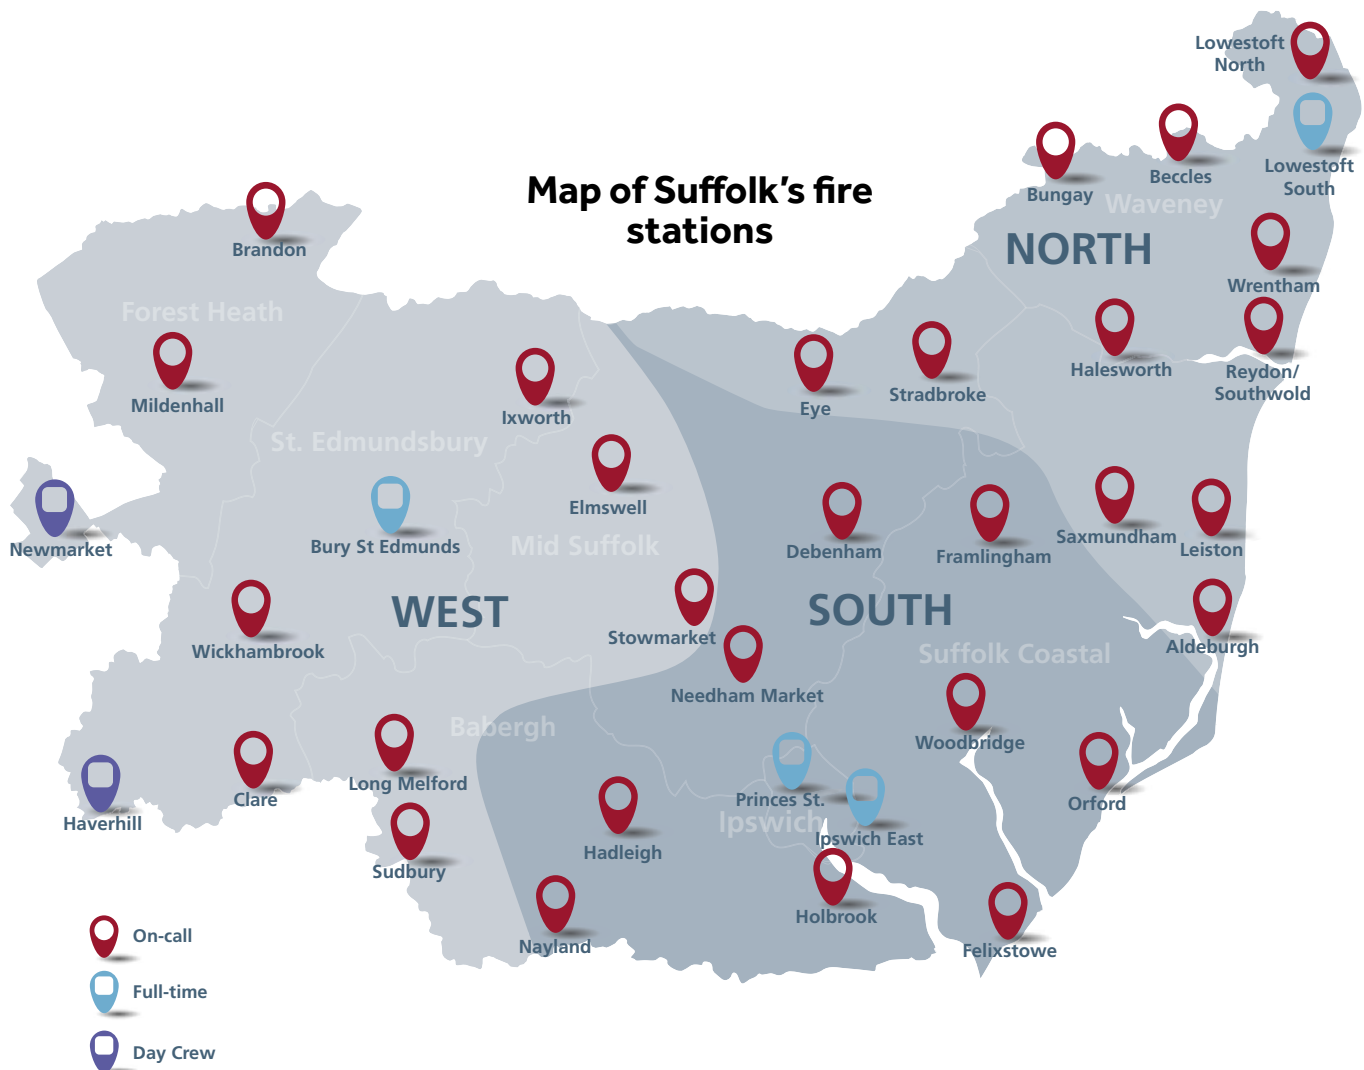 Map of Suffolk's fire
stations
Lowestoft
North
Lowestoft
South
Beccles
Bungay
Waveney
NORTH
Brandon
Wrentham
Forest Heath
Halesworth
Reydon/
Southwold
Mildenhall
Ixworth
Eye
Stradbroke
St. Edmundsbury
Elmswell
Newmarket
Bury St Edmunds
Mid Suffolk
Debenham
Framlingham
Saxmundham
Leiston
WEST
SOUTH
Wickhambrook
Stowmarket
Aldeburgh
Suffolk Coastal
Needham Market
Babergh
Woodbridge
Long Melford
Clare
Princes St.
Orford
Haverhill
Ipswich
Ipswich East
Hadleigh
Sudbury
Holbrook
Nayland
Felixstowe
On-call
Full-time
Day Crew